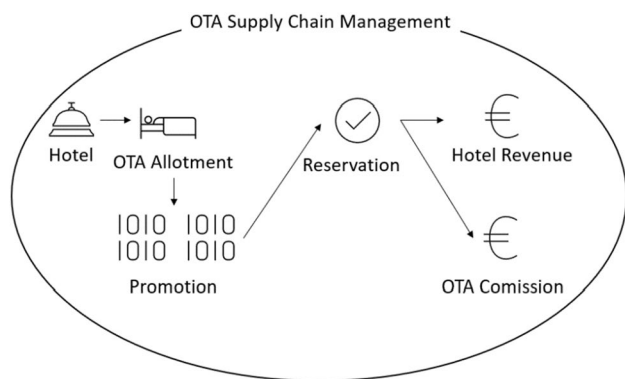 OTA Supply Chain Management
Hotel
OTA Allotment
Reservation
Hotel Revenue
1010 1010
1010 1010
Promotion
OTA Comission